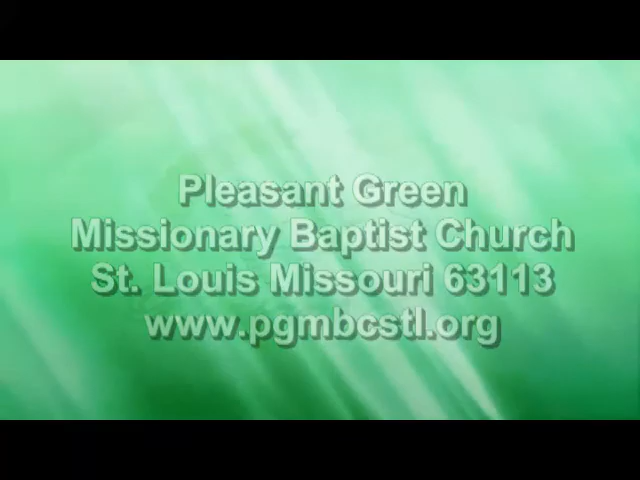 Pleasant Green
Missionary Baptist Church
St. Louis Missouri 63113
www.pgmbcstl.org